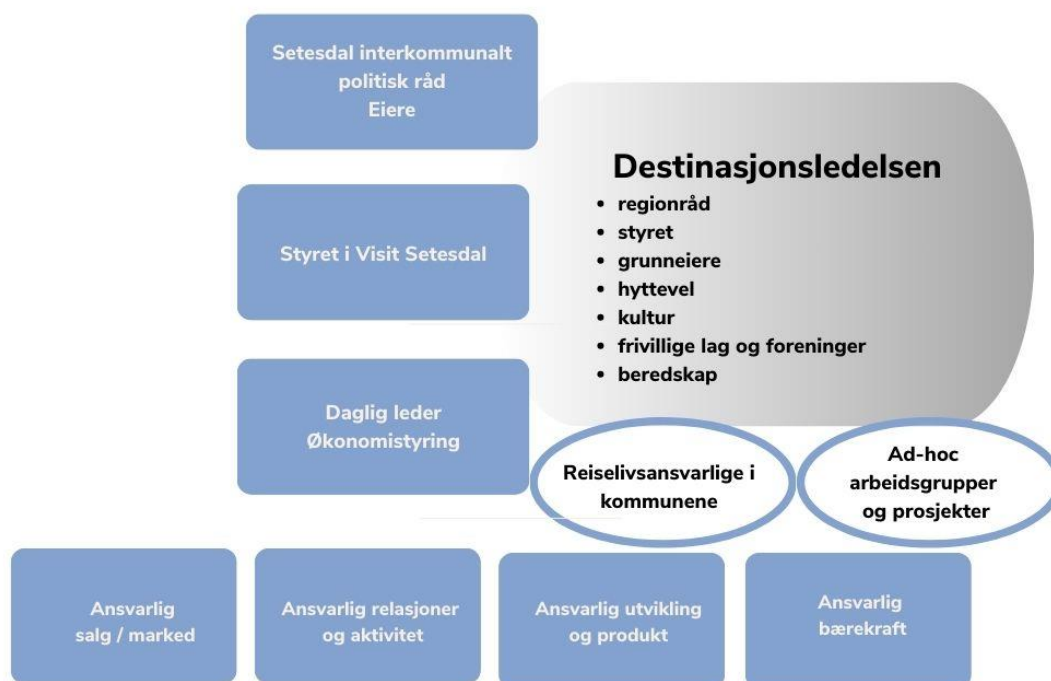 Setesdal interkommunalt
politisk råd
Eiere
Destinasjonsledelsen
• regionråd
• styret
• grunneiere
• hyttevel
• kultur
• frivillige lag og foreninger
• beredskap
Styret i Visit Setesdal
Daglig leder
Økonomistyring
Reiselivsansvarlige i
kommunene
Ad-hoc
arbeidsgrupper
og prosjekter
Ansvarlig
salg / marked
Ansvarlig relasjoner
og aktivitet
Ansvarlig utvikling
og produkt
Ansvarlig
bærekraft